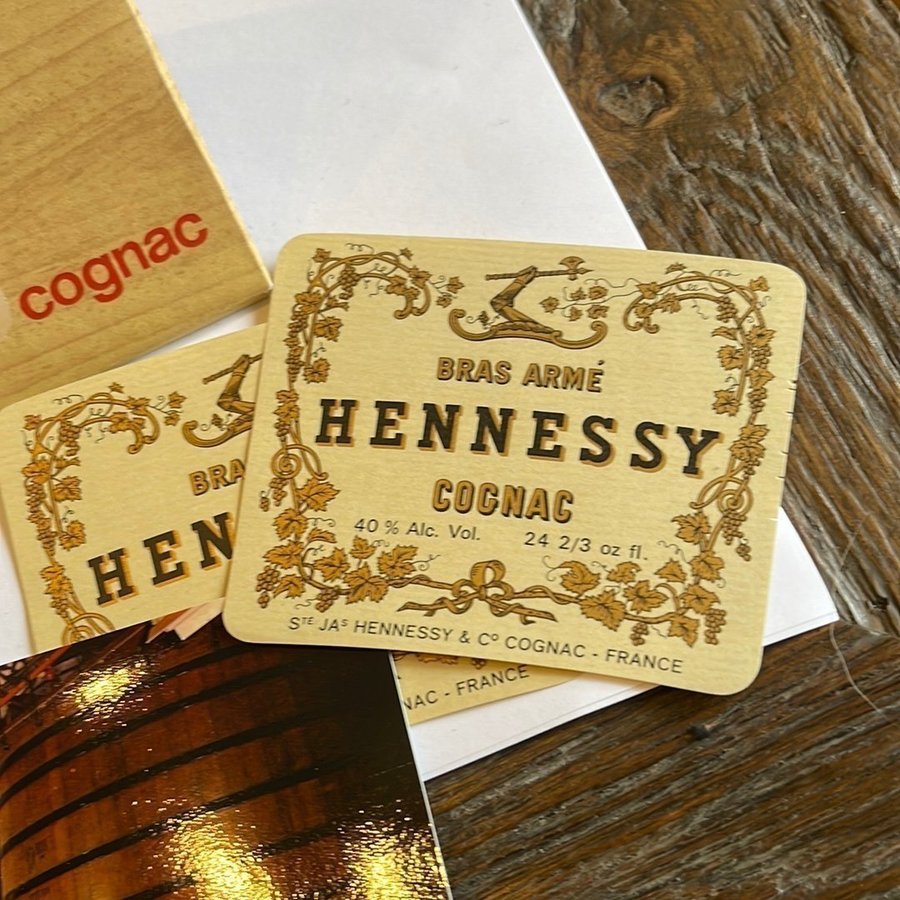 cognac
BRAS ARMÉ
HENNESSY
COGNAC
40 % Alc. Vol. 24 2/3 oz fl.
STE JAS HENNESSY & CO COGNAC - FRANCE
BRA
HEN
NAC - FRANCE